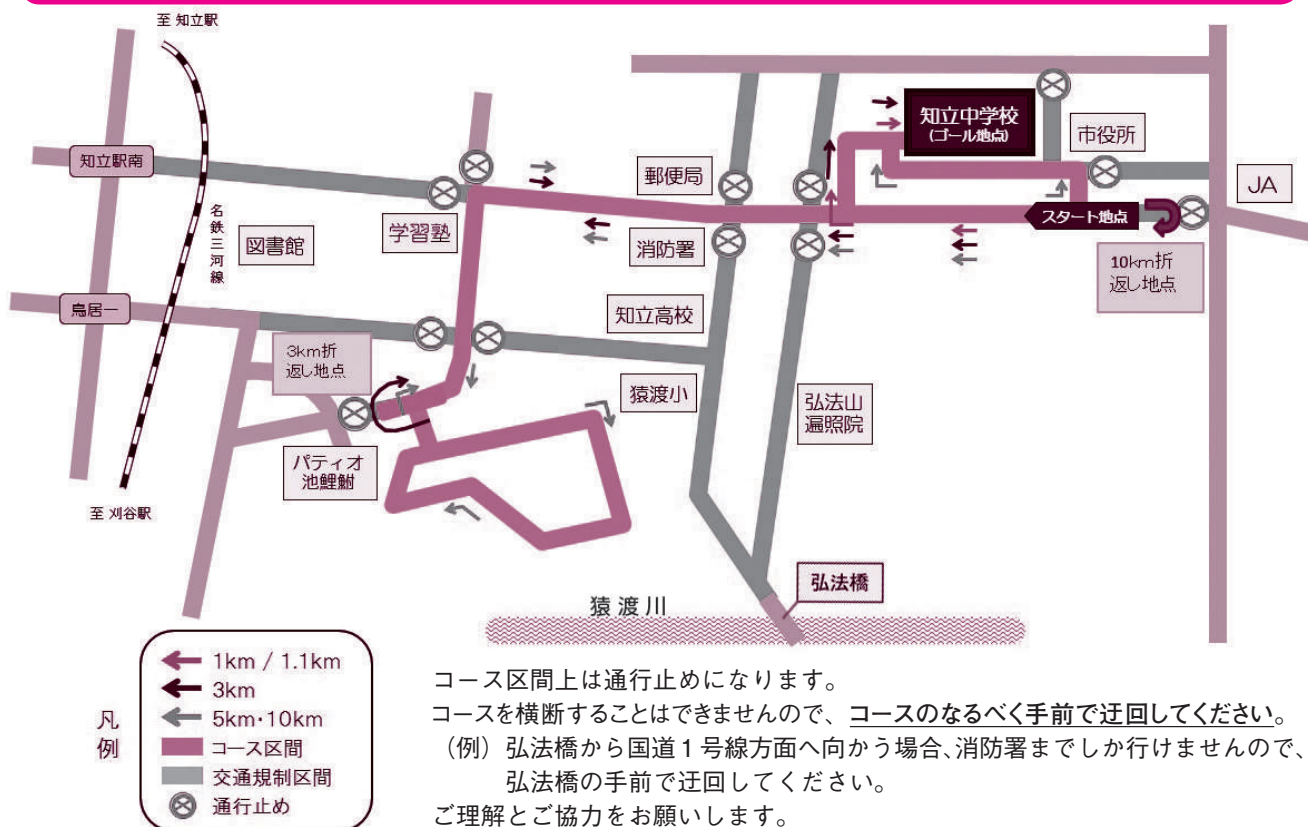 至 知立駅
知立中学校
(ゴール地点)
市役所
知立駅南
郵便局
JA
名鉄三河線
図書館
学習塾
スタート地点
消防署
10km折
返し地点
鳥居一
知立高校
3km折
返し地点
猿渡小
弘法山
遍照院
パティオ
池鯉鮒
至 刈谷駅
弘法橋
猿渡川
凡例
1km / 1.1km
3km
5km・10km
コース区間
交通規制区間
通行止め
コース区間上は通行止めになります。
コースを横断することはできませんので、コースのなるべく手前で迂回してください。
(例)弘法橋から国道1号線方面へ向かう場合、消防署までしか行けませんので、
弘法橋の手前で迂回してください。
ご理解とご協力をお願いします。